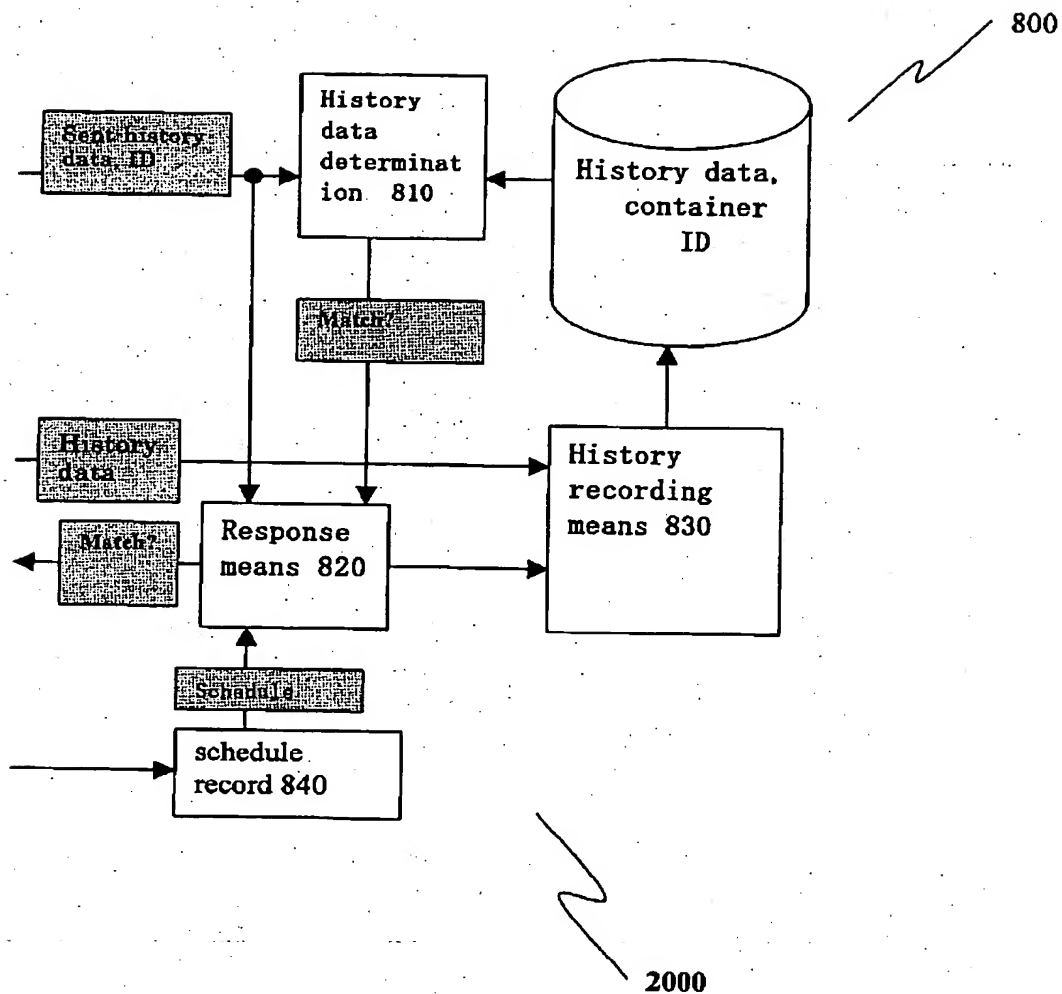 800
History
data
determinat
ion 810
Sent history
data, ID
History data,
container
ID
Match?
History
data
History
recording
means 830
Match?
Response
means 820
Schedule
schedule
record 840
2000